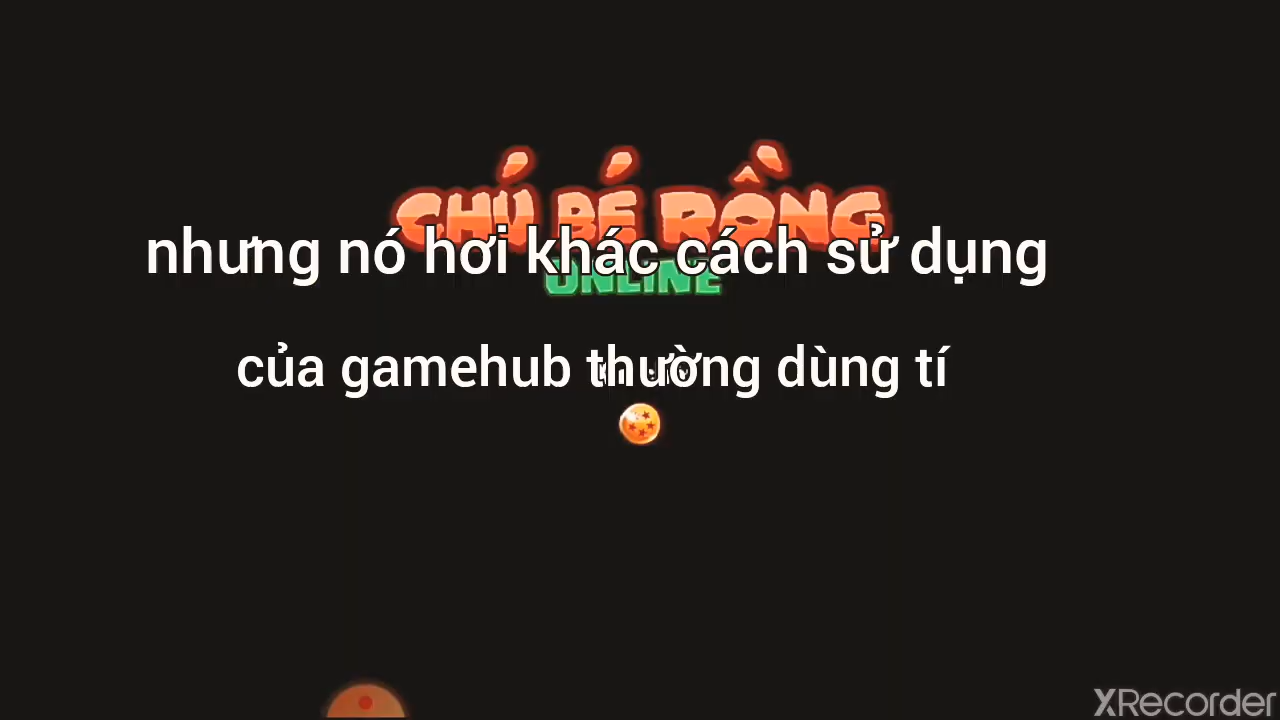 CHÚ BÉ RỒNG
nhưng nó hơi khác cách sử dụng
ONLINE
của gamehub thường dùng tí
XRecorder